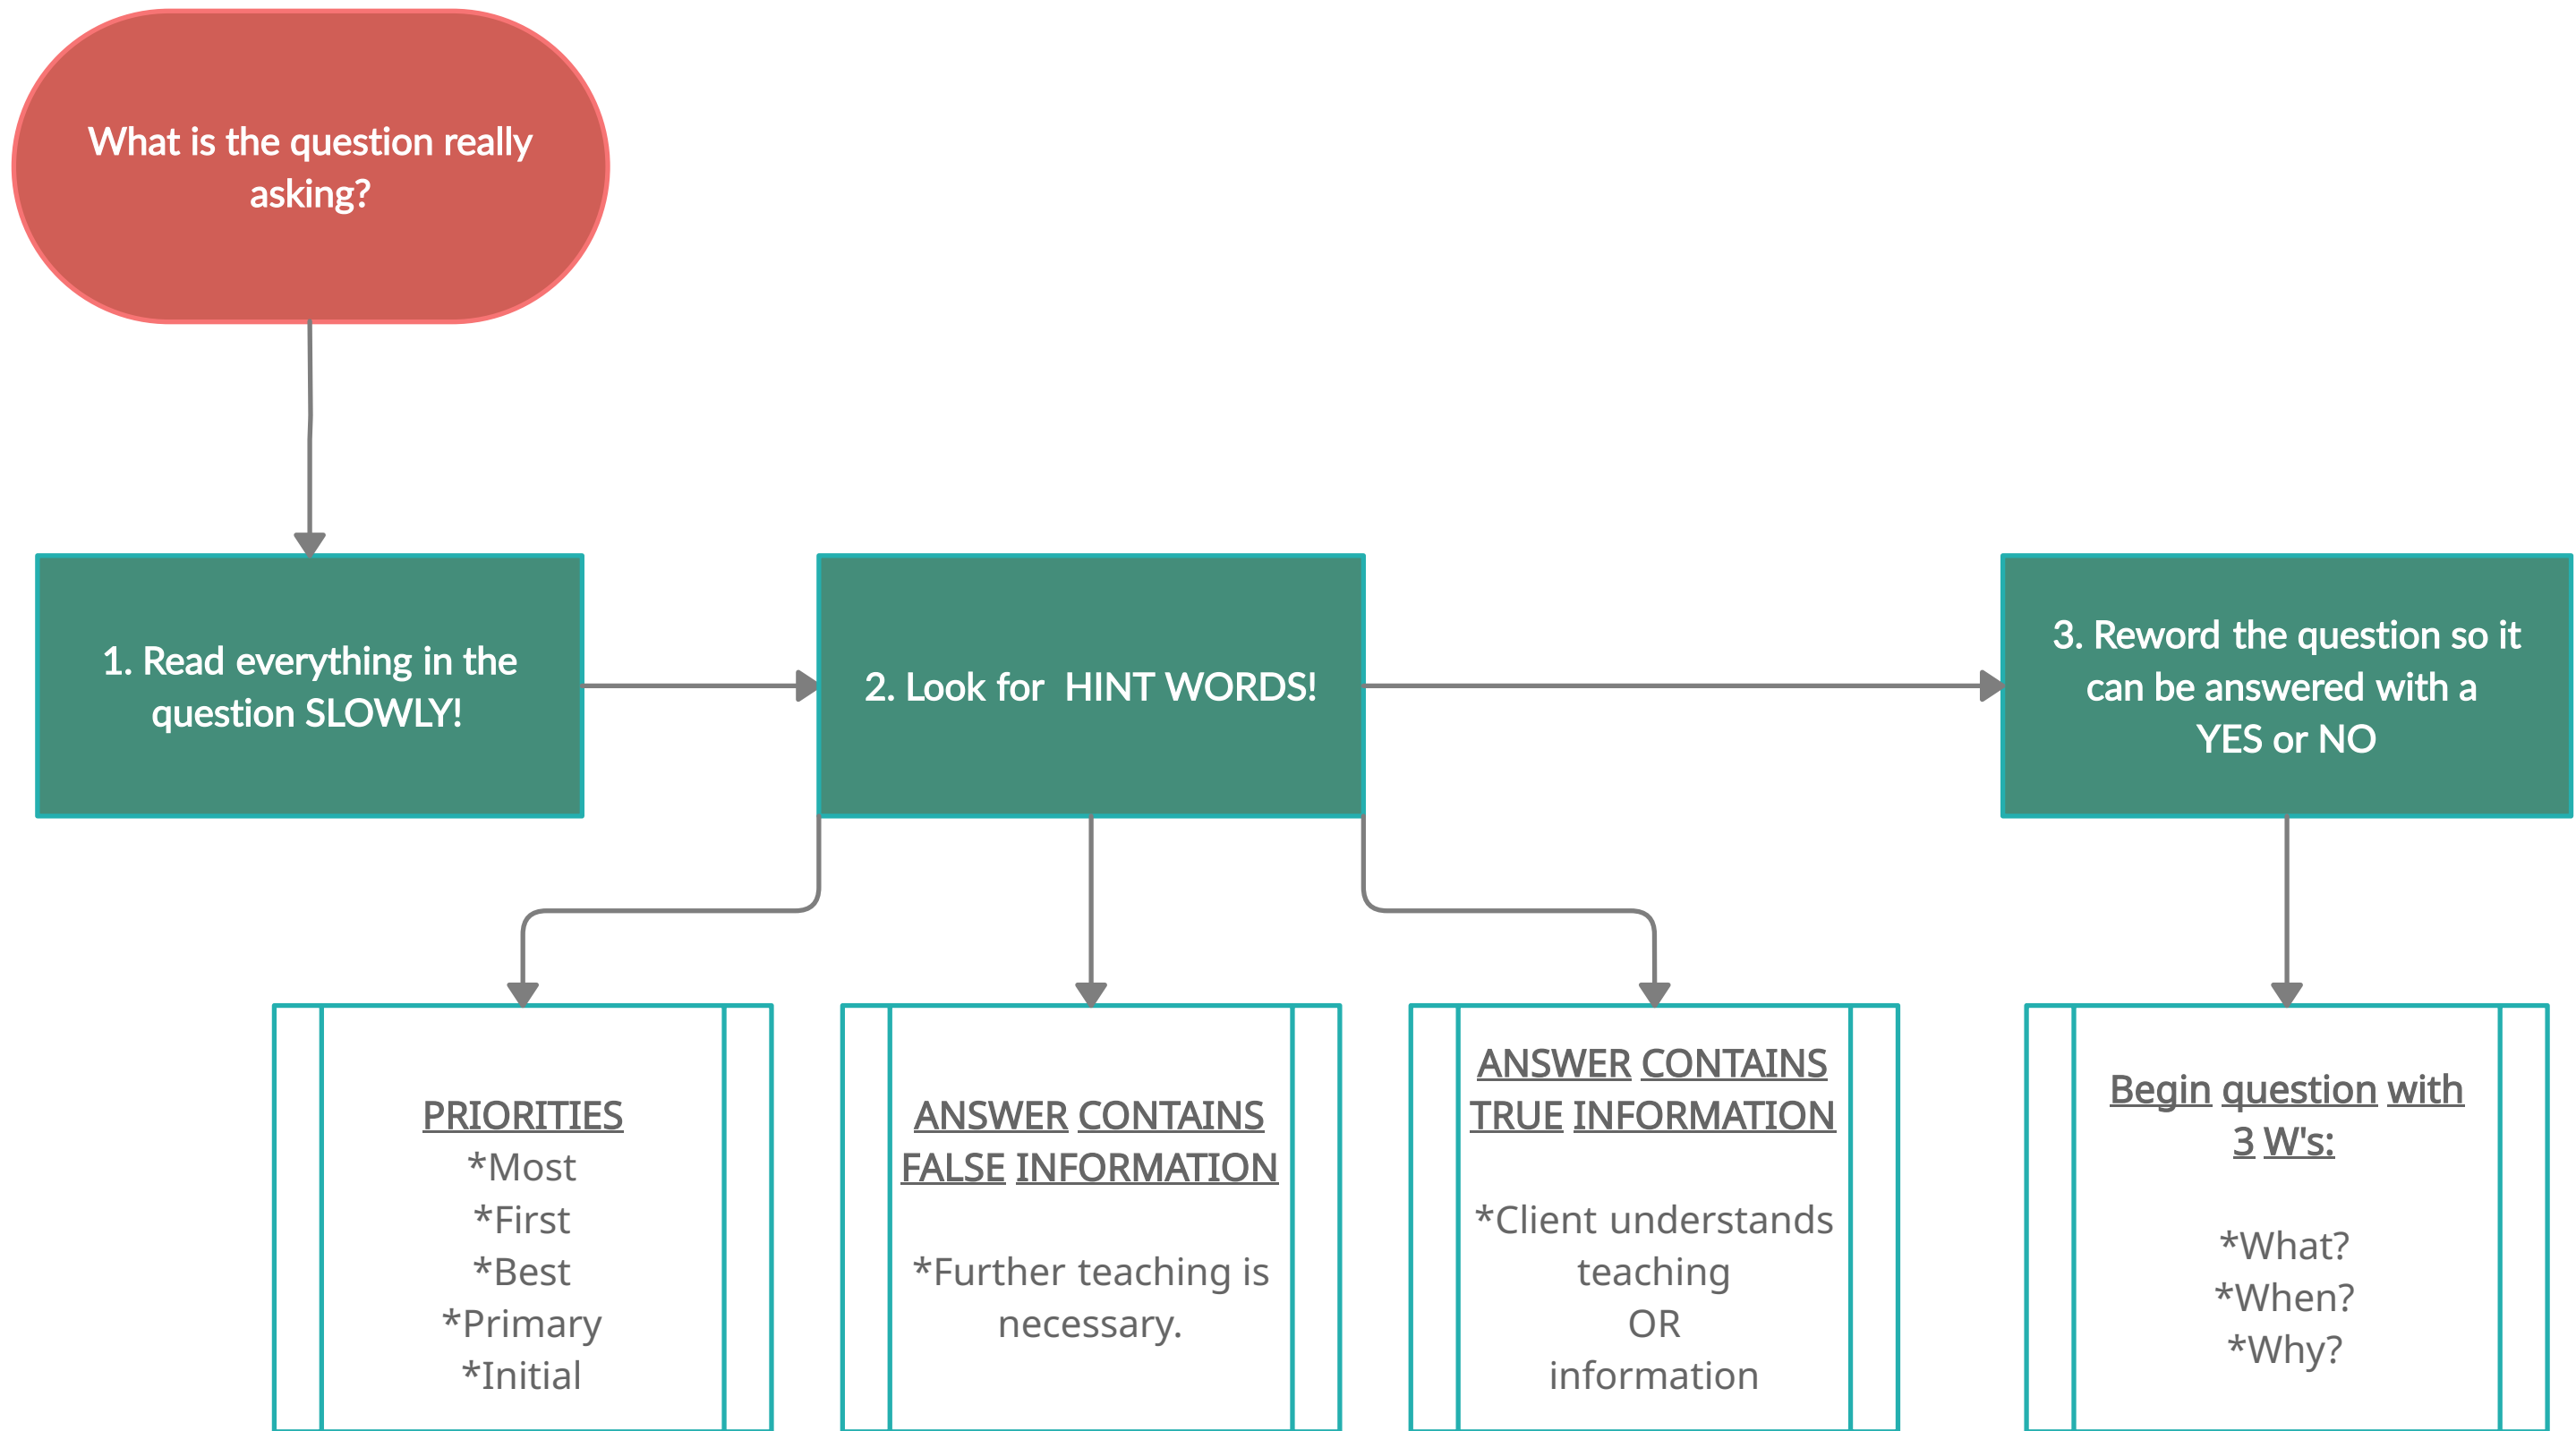 What is the question really
asking?
1. Read everything in the
question SLOWLY!
2. Look for  HINT WORDS!
3. Reword the question so it
can be answered with a
YES or NO
PRIORITIES
*Most
*First
*Best
*Primary
*Initial
ANSWER CONTAINS
FALSE INFORMATION
*Further teaching is
necessary.
ANSWER CONTAINS
TRUE INFORMATION
*Client understands
teaching
OR
information
Begin question with
3 W's:
*What?
*When?
*Why?